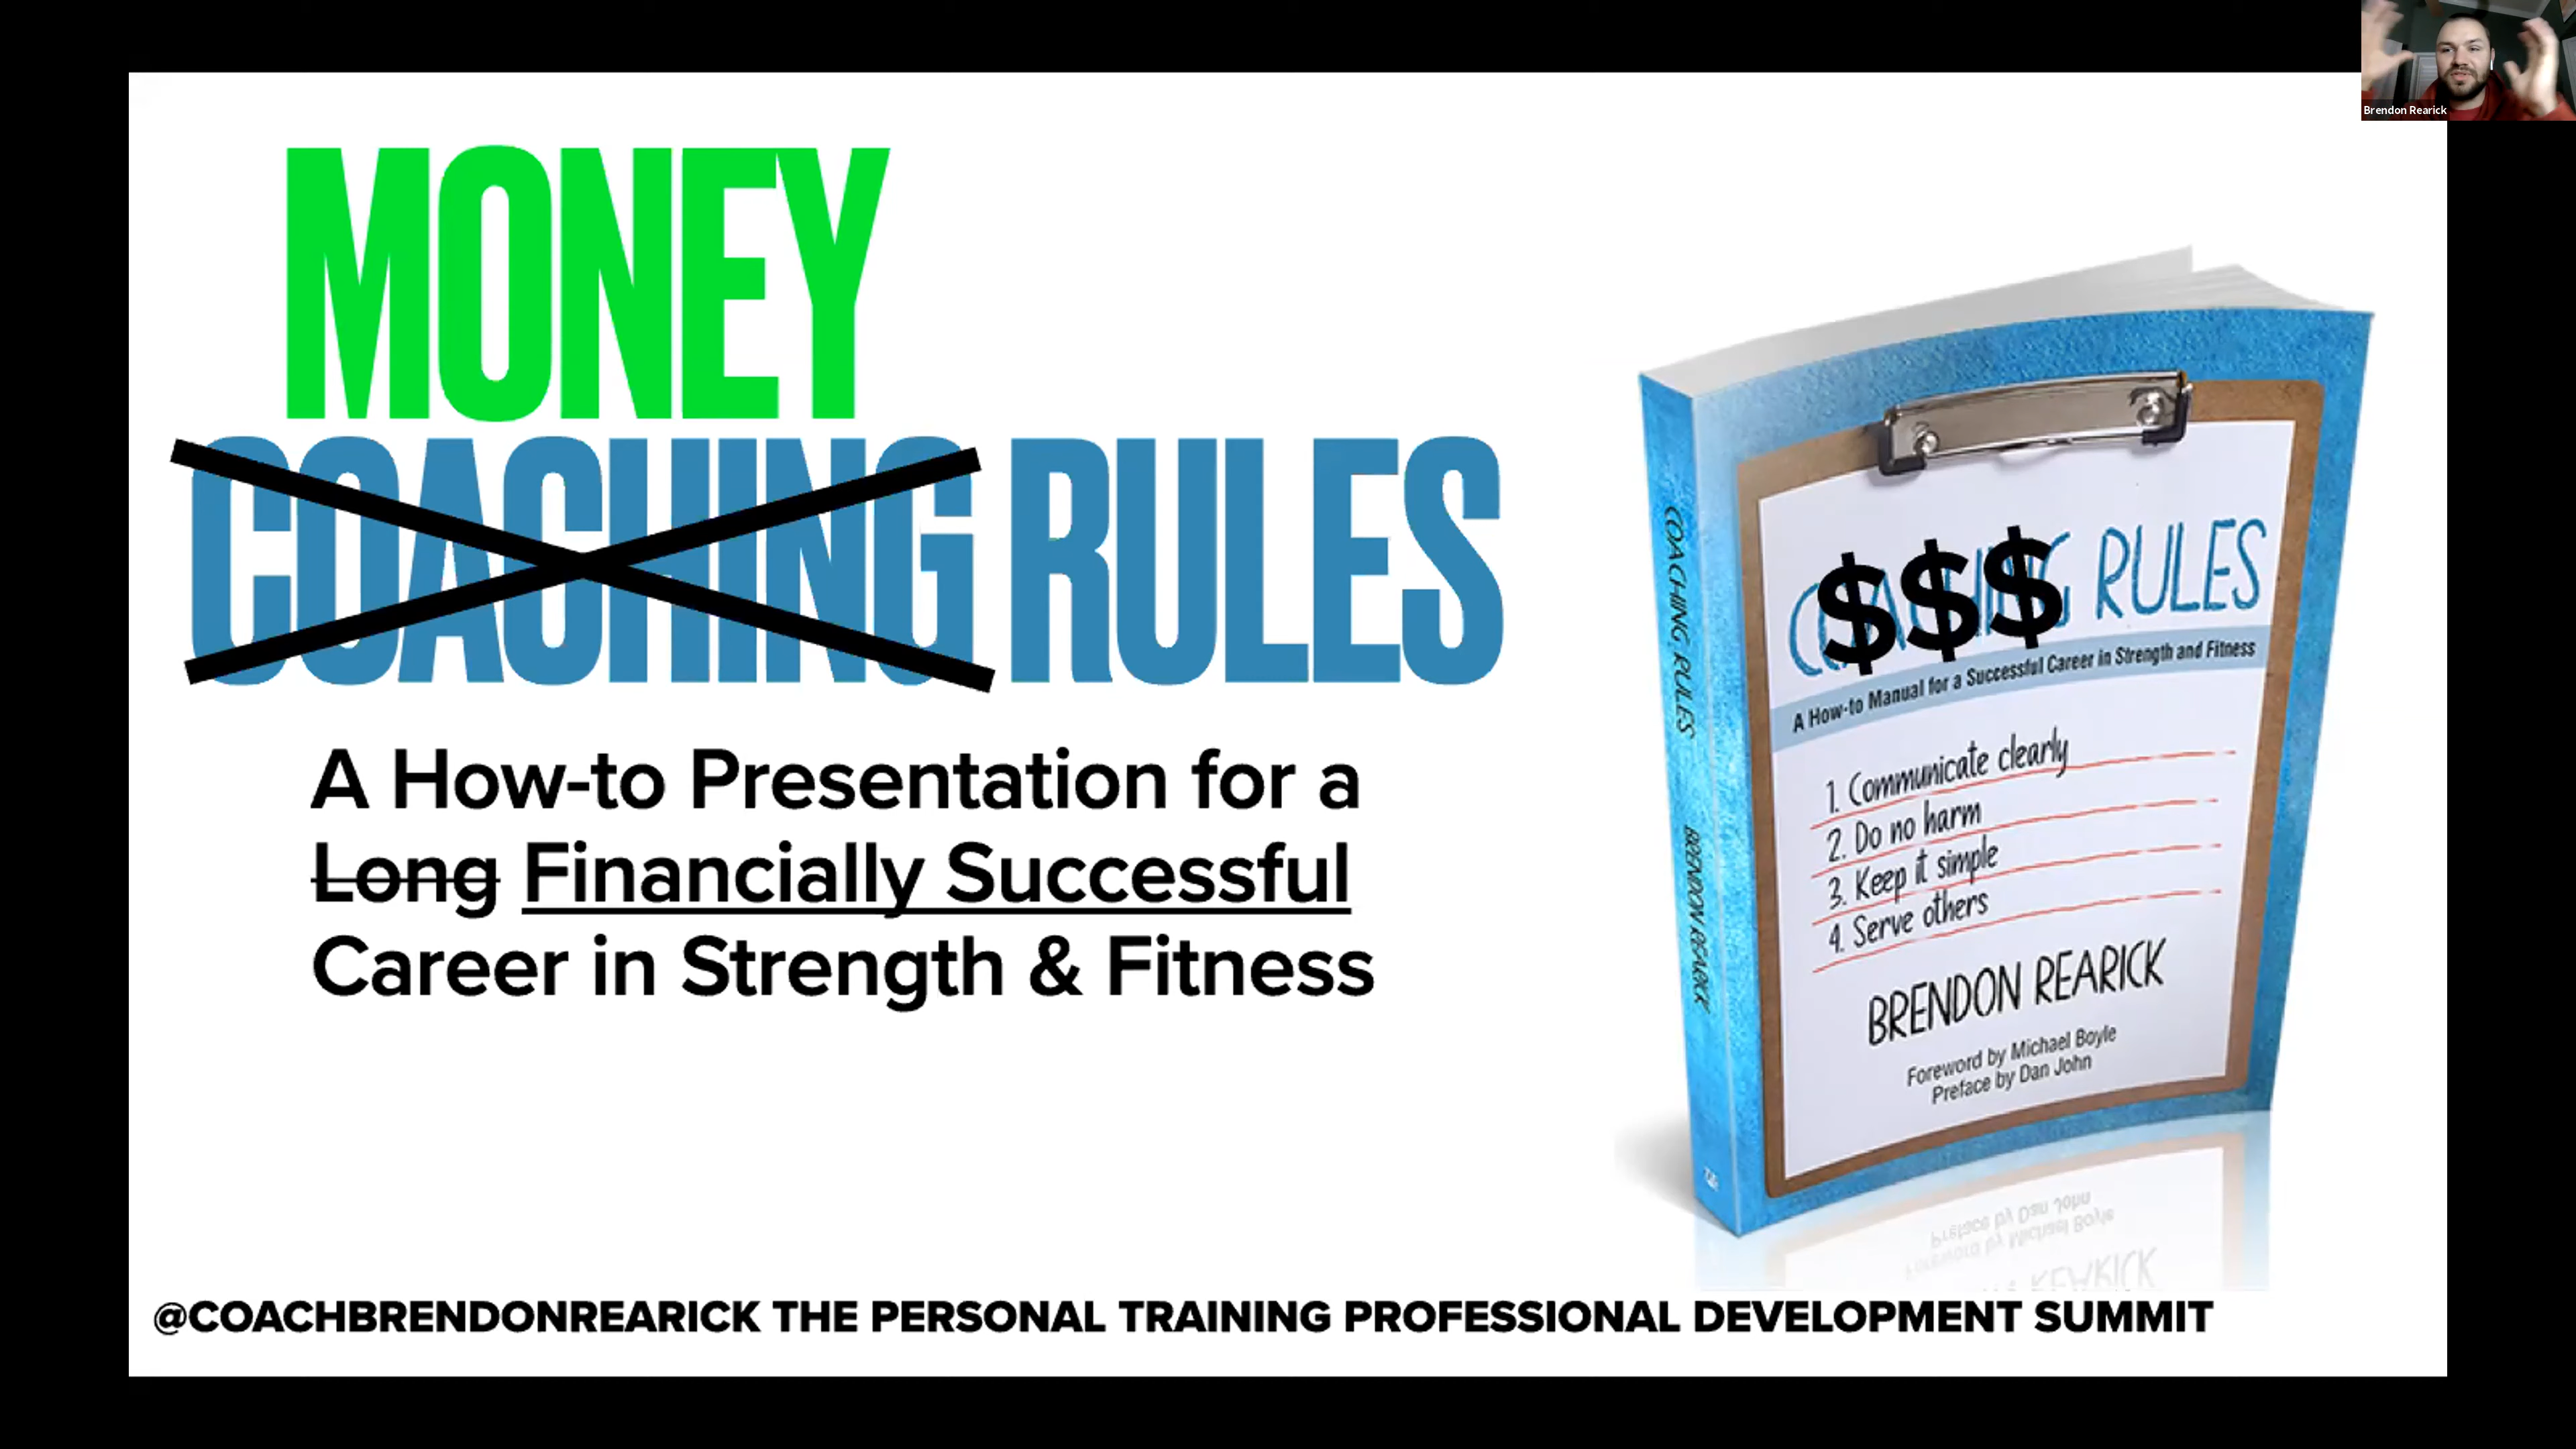 Brendon Rearick
MONEY
COACHING RULES
A How-to Presentation for a
Long Financially Successful
Career in Strength & Fitness
COACHING RULES
BRENDON REARICK
$$$
COACHING RULES
A How-to Manual for a Successful Career in Strength and Fitness
1. Communicate clearly
2. Do no harm
3. Keep it simple
4. Serve others
BRENDON REARICK
Foreword by Michael Boyle
Preface by Dan John
@COACHBRENDONREARICK THE PERSONAL TRAINING PROFESSIONAL DEVELOPMENT SUMMIT